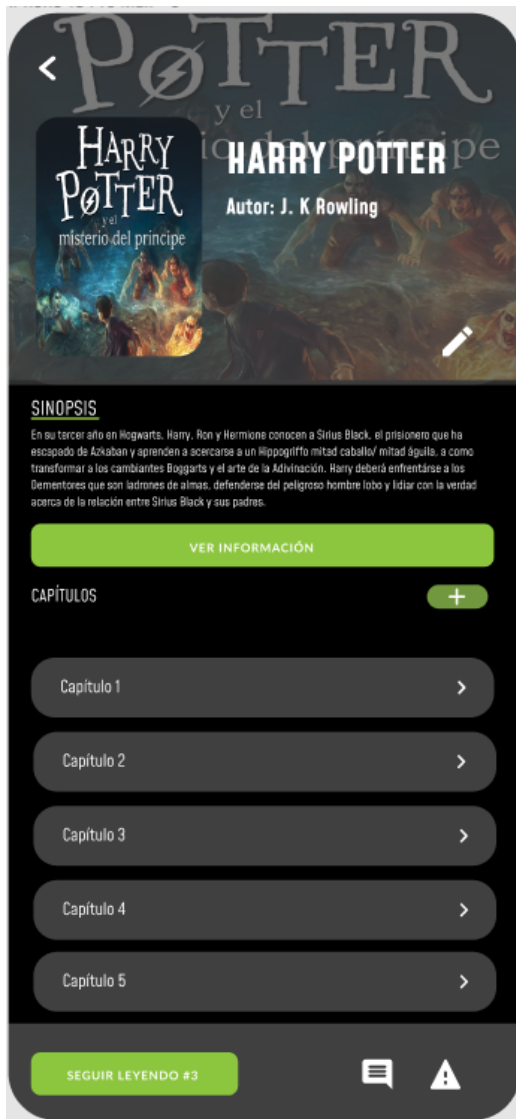 POTTER
y el
del príncipe
HARRY
POTTER
y el
misterio del príncipe
HARRY POTTER
Autor: J. K Rowling
SINOPSIS
En su tercer año en Hogwarts, Harry, Ron y Hermione conocen a Sirius Black, el prisionero que ha
escapado de Azkaban y aprenden a acercarse a un Hippogriffo mitad caballo/ mitad águila, a como
transformar a los cambiantes Boggarts y el arte de la Adivinación. Harry deberá enfrentárse a los
Dementores que son ladrones de almas, defenderse del peligroso hombre lobo y lidiar con la verdad
acerca de la relación entre Sirius Black y sus padres.
VER INFORMACIÓN
CAPÍTULOS
Capítulo 1
Capítulo 2
Capítulo 3
Capítulo 4
Capítulo 5
SEGUIR LEYENDO #3